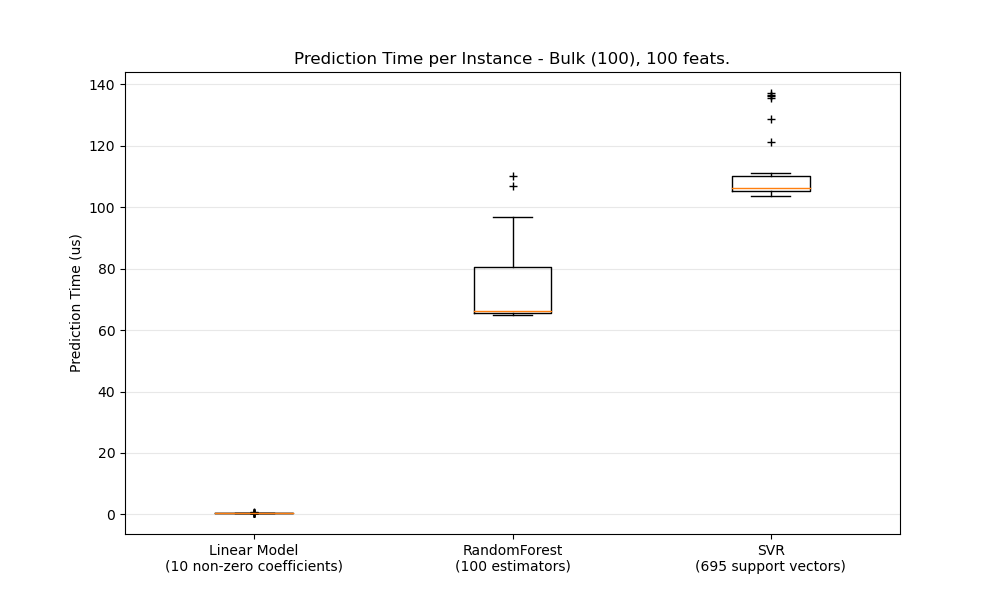 Prediction Time per Instance - Bulk (100), 100 feats.
Prediction Time (us)
140
120
100
80
60
40
20
0
Linear Model
(10 non-zero coefficients)
RandomForest
(100 estimators)
SVR
(695 support vectors)